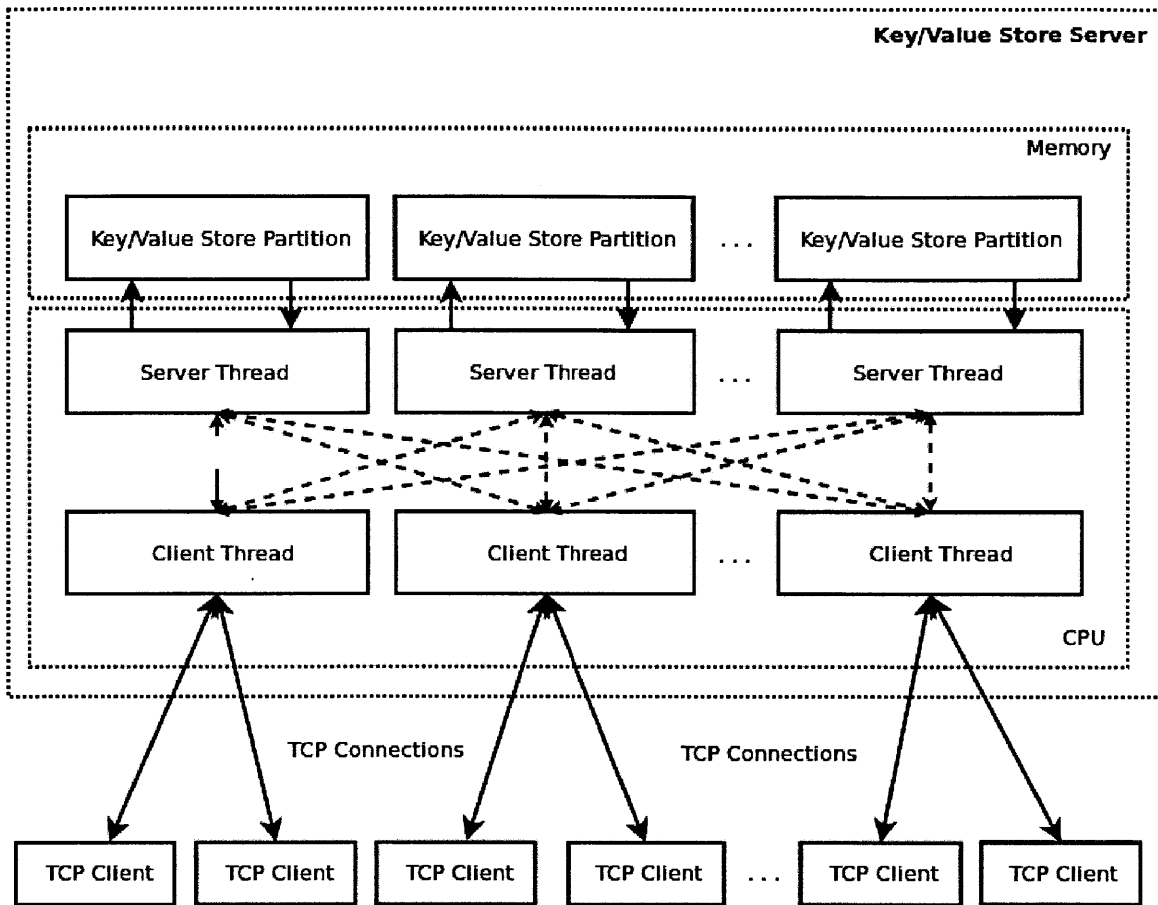 Key/Value Store Server
Memory
Key/Value Store Partition Key/Value Store Partition ... Key/Value Store Partition
Server Thread Server Thread ... Server Thread
Client Thread Client Thread ... Client Thread
CPU
TCP Connections TCP Connections
TCP Client TCP Client TCP Client TCP Client ... TCP Client TCP Client